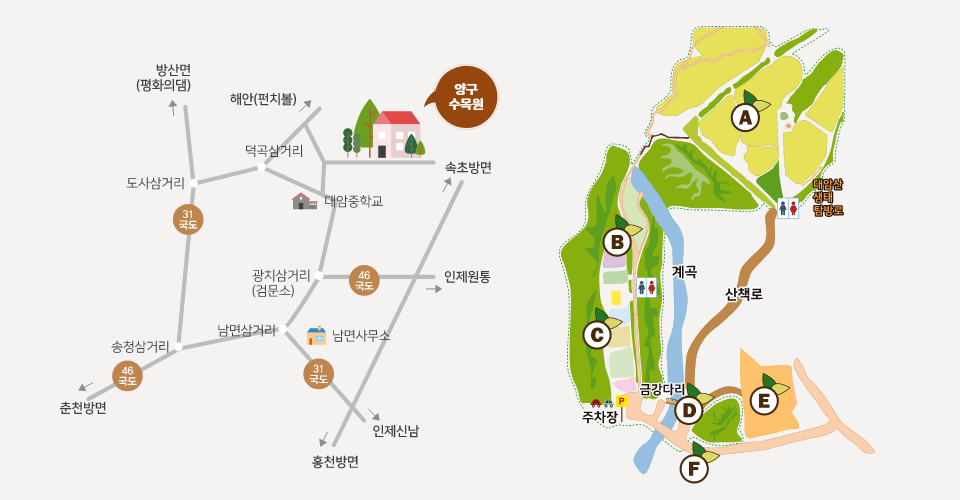 방산면
(평화의댐)
해안(펀치볼)
양구
수목원
덕곡삼거리
속초방면
도사삼거리
대암중학교
31
국도
광치삼거리
(검문소)
46
국도
인제원통
남면삼거리
남면사무소
송청삼거리
46
국도
31
국도
춘천방면
인제신남
홍천방면
A
대암산
생태
탐방로
B
계곡
산책로
C
금강다리
P
주차장
D
E
F